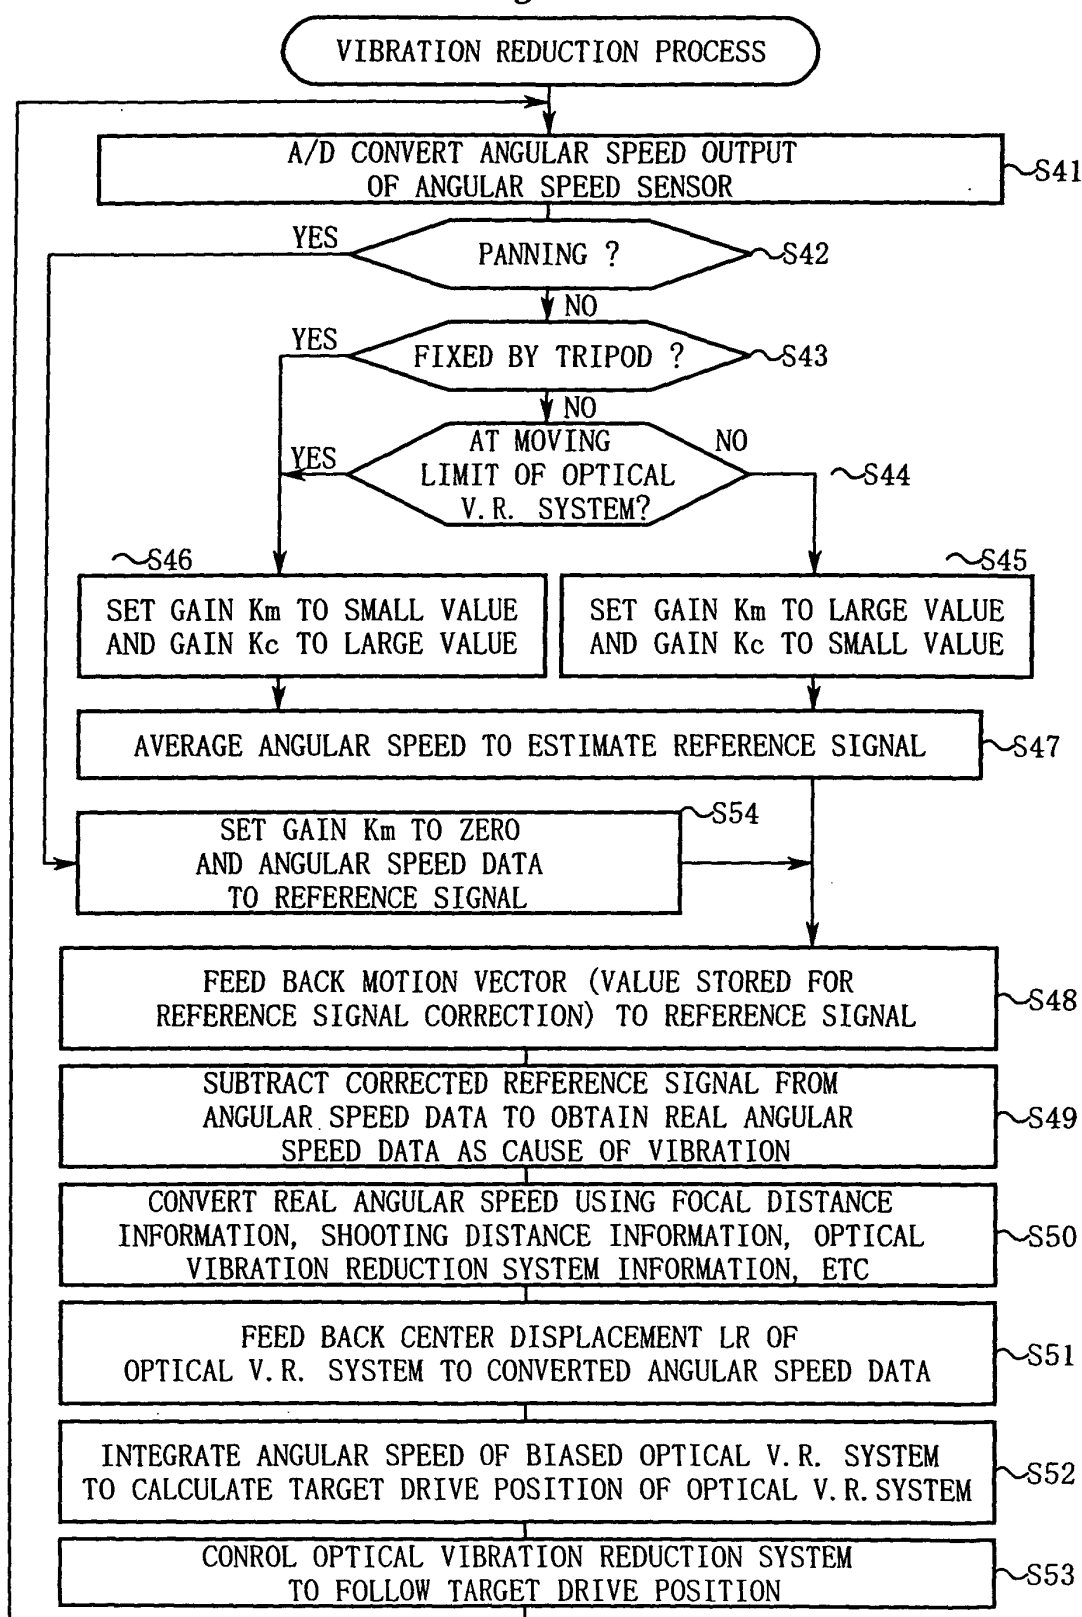 VIBRATION REDUCTION PROCESS
A/D CONVERT ANGULAR SPEED OUTPUT
OF ANGULAR SPEED SENSOR
S41
YES
PANNING ?
S42
NO
YES
FIXED BY TRIPOD ?
S43
NO
AT MOVING
LIMIT OF OPTICAL
V.R. SYSTEM?
YES
NO
S44
S46
SET GAIN Km TO SMALL VALUE
AND GAIN Kc TO LARGE VALUE
S45
SET GAIN Km TO LARGE VALUE
AND GAIN Kc TO SMALL VALUE
AVERAGE ANGULAR SPEED TO ESTIMATE REFERENCE SIGNAL
S47
S54
SET GAIN Km TO ZERO
AND ANGULAR SPEED DATA
TO REFERENCE SIGNAL
FEED BACK MOTION VECTOR (VALUE STORED FOR
REFERENCE SIGNAL CORRECTION) TO REFERENCE SIGNAL
S48
SUBTRACT CORRECTED REFERENCE SIGNAL FROM
ANGULAR SPEED DATA TO OBTAIN REAL ANGULAR
SPEED DATA AS CAUSE OF VIBRATION
S49
CONVERT REAL ANGULAR SPEED USING FOCAL DISTANCE
INFORMATION, SHOOTING DISTANCE INFORMATION, OPTICAL
VIBRATION REDUCTION SYSTEM INFORMATION, ETC
S50
FEED BACK CENTER DISPLACEMENT LR OF
OPTICAL V.R. SYSTEM TO CONVERTED ANGULAR SPEED DATA
S51
INTEGRATE ANGULAR SPEED OF BIASED OPTICAL V.R. SYSTEM
TO CALCULATE TARGET DRIVE POSITION OF OPTICAL V.R.SYSTEM
S52
CONROL OPTICAL VIBRATION REDUCTION SYSTEM
TO FOLLOW TARGET DRIVE POSITION
S53